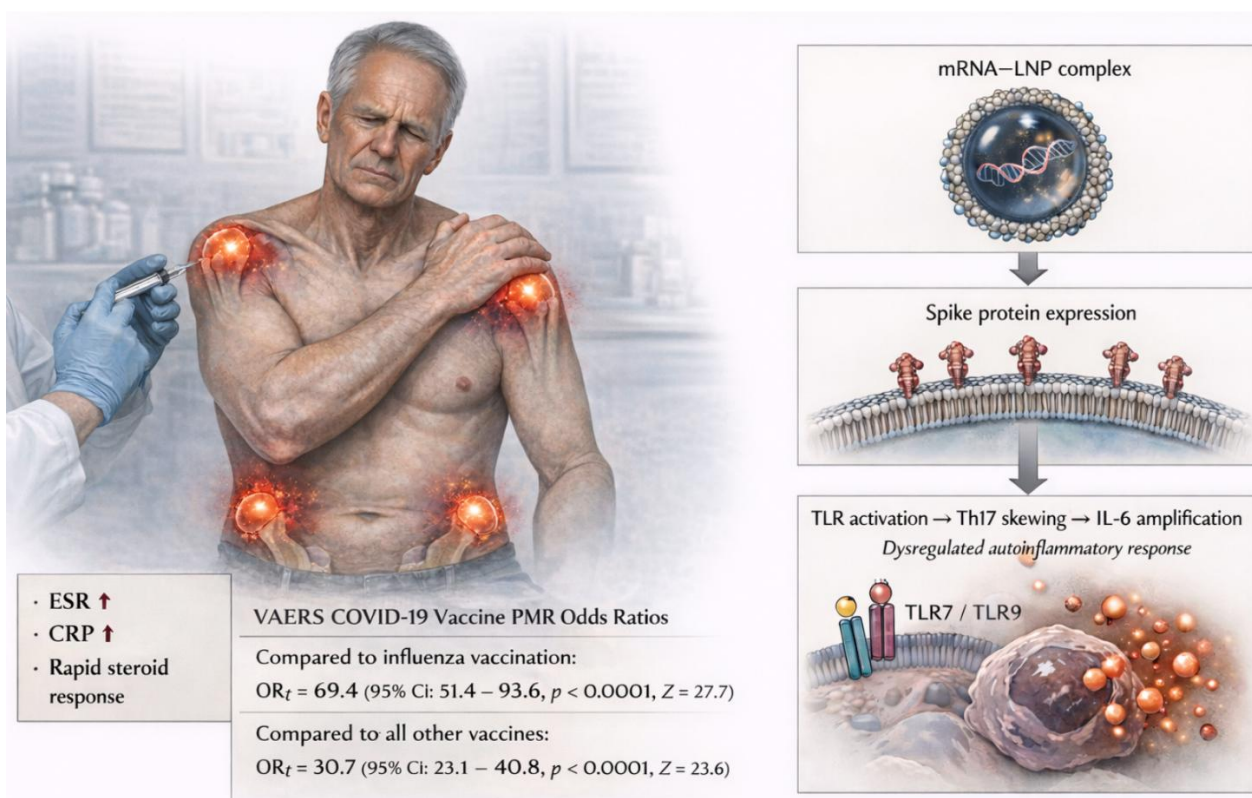 mRNA–LNP complex
Spike protein expression
TLR activation → Th17 skewing → IL-6 amplification
Dysregulated autoinflammatory response
TLR7 / TLR9
· ESR ↑
· CRP ↑
· Rapid steroid
response
VAERS COVID-19 Vaccine PMR Odds Ratios
Compared to influenza vaccination:
ORt = 69.4 (95% Ci: 51.4 – 93.6, p < 0.0001, Z = 27.7)
Compared to all other vaccines:
ORt = 30.7 (95% Ci: 23.1 – 40.8, p < 0.0001, Z = 23.6)